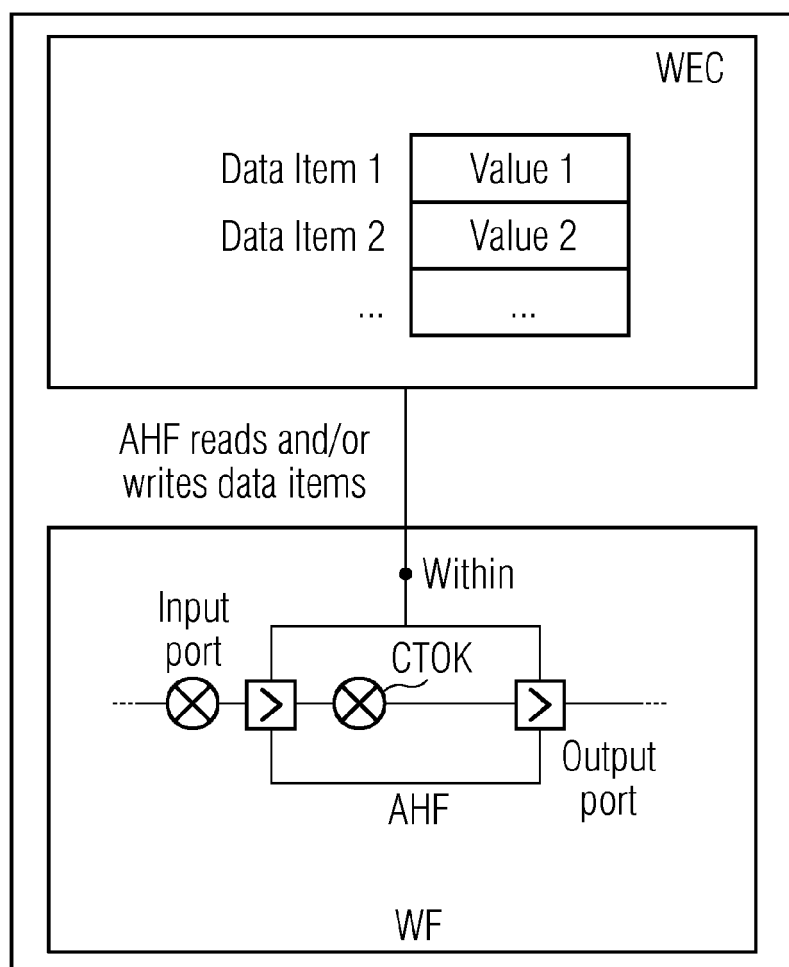 WEC
Data Item 1 Value 1
Data Item 2 Value 2
... ...
AHF reads and/or
writes data items
Within
Input
port
CTOK
Output
port
AHF
WF